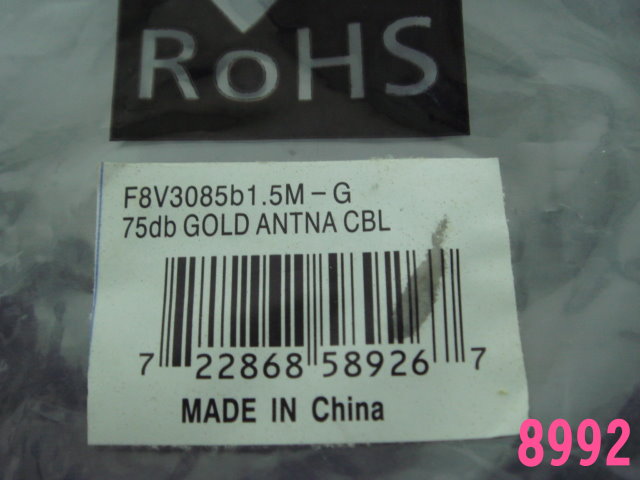 RoHS
F8V3085b1.5M-G
75db GOLD ANTNA CBL
7 22868 58926 7
MADE IN China
8992